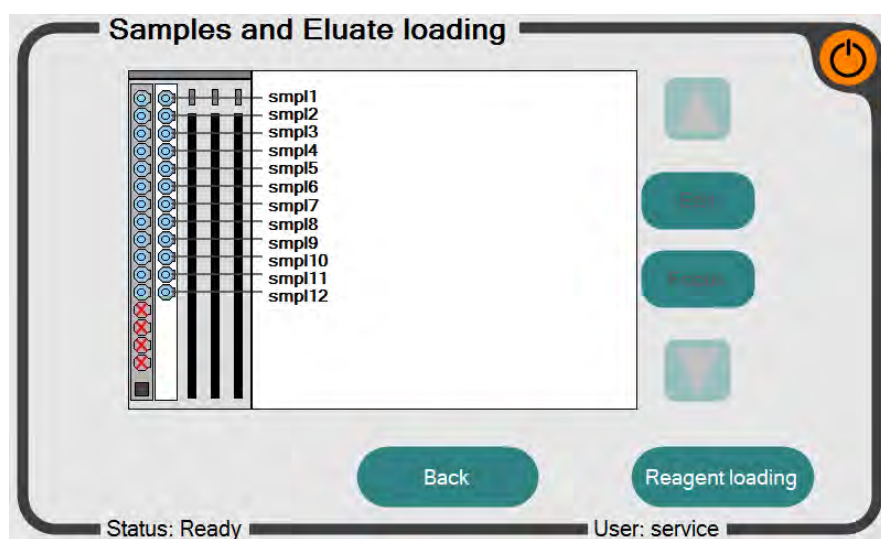 Samples and Eluate loading
smpl1
smpl2
smpl3
smpl4
smpl5
smpl6
smpl7
smpl8
smpl9
smpl10
smpl11
smpl12
Back
Reagent loading
Status: Ready
User: service